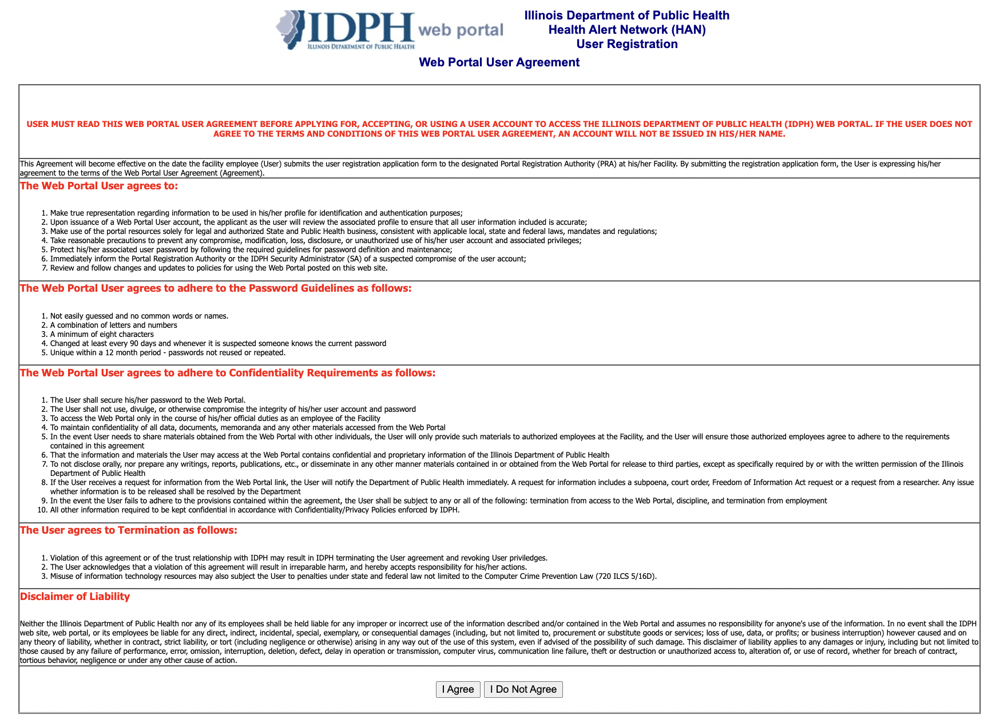 IDPH web portal
ILLINOIS DEPARTMENT OF PUBLIC HEALTH
Illinois Department of Public Health
Health Alert Network (HAN)
User Registration
Web Portal User Agreement
USER MUST READ THIS WEB PORTAL USER AGREEMENT BEFORE APPLYING FOR, ACCEPTING, OR USING A USER ACCOUNT TO ACCESS THE ILLINOIS DEPARTMENT OF PUBLIC HEALTH (IDPH) WEB PORTAL. IF THE USER DOES NOT
AGREE TO THE TERMS AND CONDITIONS OF THIS WEB PORTAL USER AGREEMENT, AN ACCOUNT WILL NOT BE ISSUED IN HIS/HER NAME.
This Agreement will become effective on the date the facility employee (User) submits the user registration application form to the designated Portal Registration Authority (PRA) at his/her Facility. By submitting the registration application form, the User is expressing his/her
agreement to the terms of the Web Portal User Agreement (Agreement).
The Web Portal User agrees to:
1. Make true representation regarding information to be used in his/her profile for identification and authentication purposes;
2. Upon issuance of a Web Portal User account, the applicant as the user will review the associated profile to ensure that all user information included is accurate;
3. Make use of the portal resources solely for legal and authorized State and Public Health business, consistent with applicable local, state and federal laws, mandates and regulations;
4. Take reasonable precautions to prevent any compromise, modification, loss, disclosure, or unauthorized use of his/her user account and associated privileges;
5. Protect his/her associated user password by following the required guidelines for password definition and maintenance;
6. Immediately inform the Portal Registration Authority or the IDPH Security Administrator (SA) of a suspected compromise of the user account;
7. Review and follow changes and updates to policies for using the Web Portal posted on this web site.
The Web Portal User agrees to adhere to the Password Guidelines as follows:
1. Not easily guessed and no common words or names.
2. A combination of letters and numbers
3. A minimum of eight characters
4. Changed at least every 90 days and whenever it is suspected someone knows the current password
5. Unique within a 12 month period - passwords not reused or repeated.
The Web Portal User agrees to adhere to Confidentiality Requirements as follows:
1. The User shall secure his/her password to the Web Portal.
2. The User shall not use, divulge, or otherwise compromise the integrity of his/her user account and password
3. To access the Web Portal only in the course of his/her official duties as an employee of the Facility
4. To maintain confidentiality of all data, documents, memoranda and any other materials accessed from the Web Portal
5. In the event User needs to share materials obtained from the Web Portal with other individuals, the User will only provide such materials to authorized employees at the Facility, and the User will ensure those authorized employees agree to adhere to the requirements
contained in this agreement
6. That the information and materials the User may access at the Web Portal contains confidential and proprietary information of the Illinois Department of Public Health
7. To not disclose orally, nor prepare any writings, reports, publications, etc., or disseminate in any other manner materials contained in or obtained from the Web Portal for release to third parties, except as specifically required by or with the written permission of the Illinois
Department of Public Health
8. If the User receives a request for information from the Web Portal link, the User will notify the Department of Public Health immediately. A request for information includes a subpoena, court order, Freedom of Information Act request or a request from a researcher. Any issue
whether information is to be released shall be resolved by the Department
9. In the event the User fails to adhere to the provisions contained within the agreement, the User shall be subject to any or all of the following: termination from access to the Web Portal, discipline, and termination from employment
10. All other information required to be kept confidential in accordance with Confidentiality/Privacy Policies enforced by IDPH.
The User agrees to Termination as follows:
1. Violation of this agreement or of the trust relationship with IDPH may result in IDPH terminating the User agreement and revoking User priviledges.
2. The User acknowledges that a violation of this agreement will result in irreparable harm, and hereby accepts responsibility for his/her actions.
3. Misuse of information technology resources may also subject the User to penalties under state and federal law not limited to the Computer Crime Prevention Law (720 ILCS 5/16D).
Disclaimer of Liability
Neither the Illinois Department of Public Health nor any of its employees shall be held liable for any improper or incorrect use of the information described and/or contained in the Web Portal and assumes no responsibility for anyone's use of the information. In no event shall the IDPH
web site, web portal, or its employees be liable for any direct, indirect, incidental, special, exemplary, or consequential damages (including, but not limited to, procurement or substitute goods or services; loss of use, data, or profits; or business interruption) however caused and on
any theory of liability, whether in contract, strict liability, or tort (including negligence or otherwise) arising in any way out of the use of this system, even if advised of the possibility of such damage. This disclaimer of liability applies to any damages or injury, including but not limited to
those caused by any failure of performance, error, omission, interruption, deletion, defect, delay in operation or transmission, computer virus, communication line failure, theft or destruction or unauthorized access to, alteration of, or use of record, whether for breach of contract,
tortious behavior, negligence or under any other cause of action.
I Agree I Do Not Agree